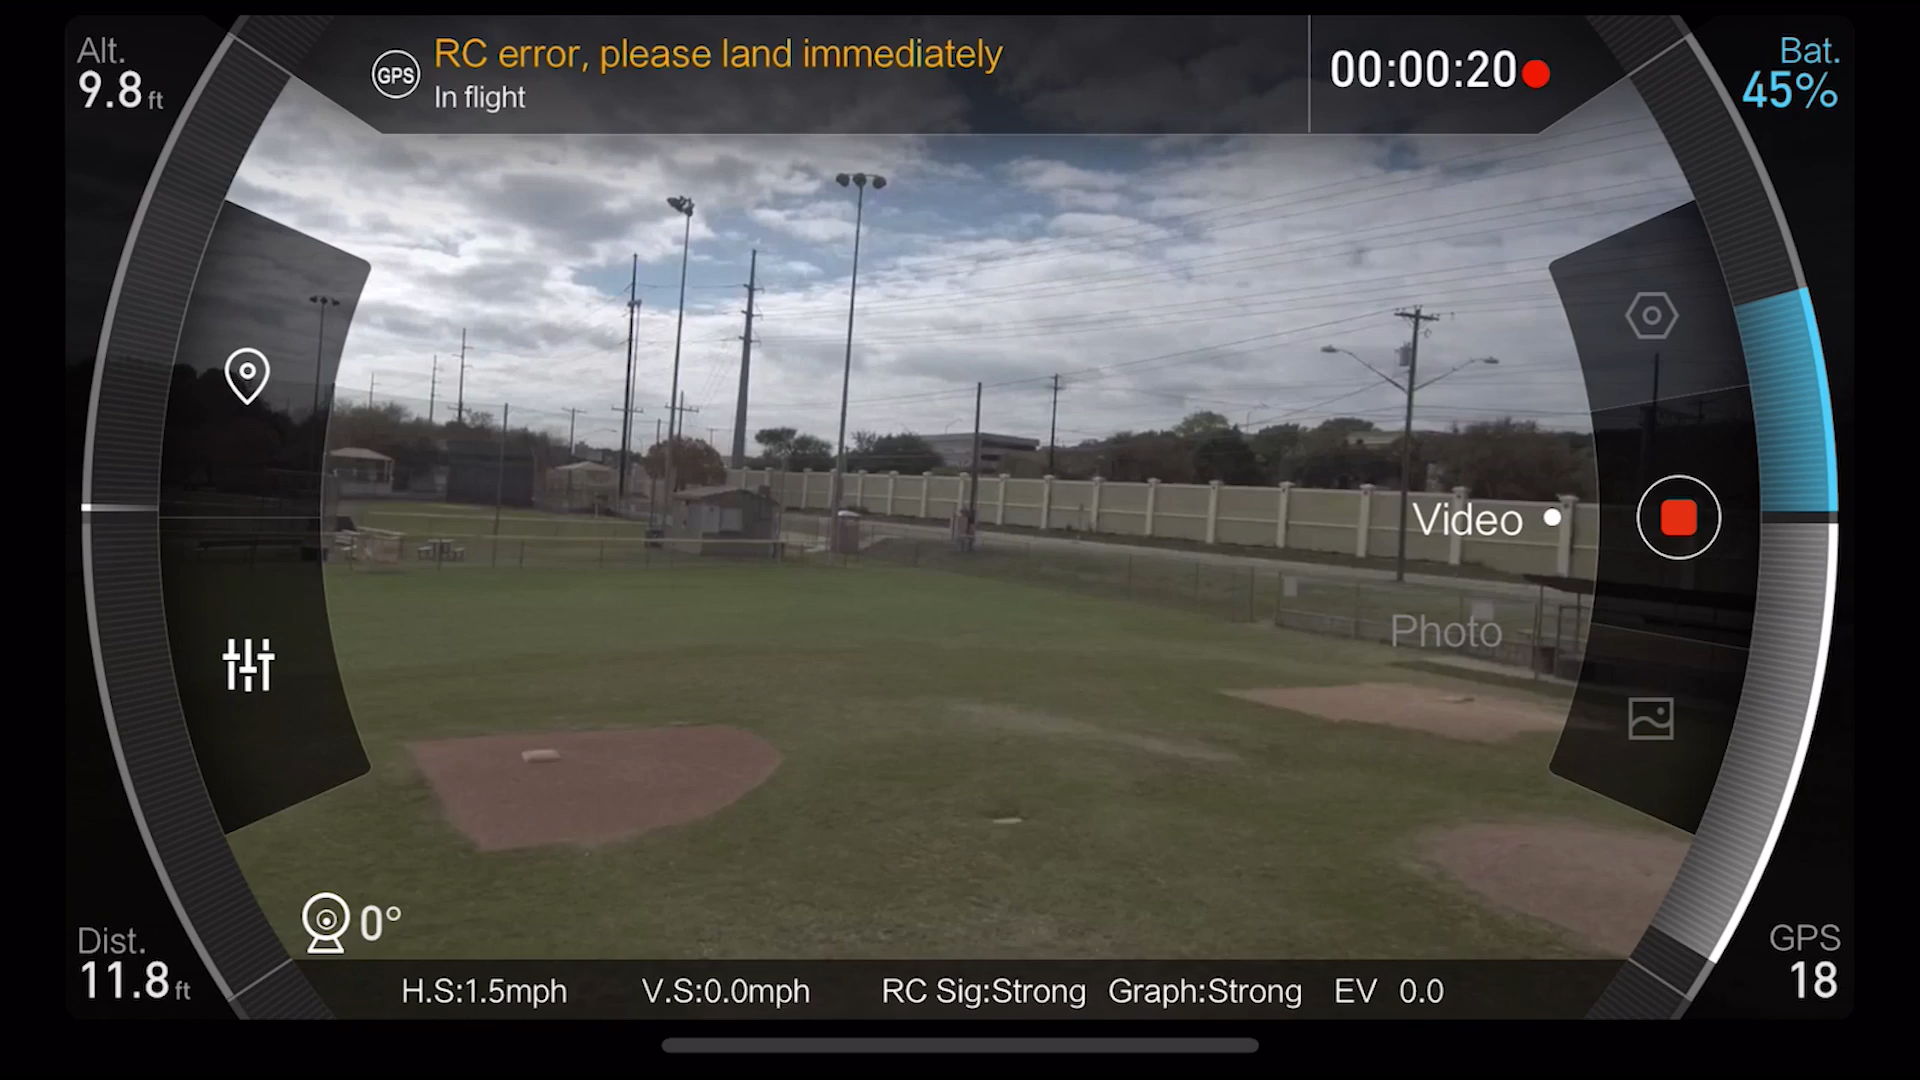 Alt.
9.8 ft
GPS
RC error, please land immediately
In flight
00:00:20
Bat.
45%
Video
Photo
0°
Dist.
11.8 ft
H.S:1.5mph V.S:0.0mph RC Sig:Strong Graph:Strong EV 0.0
GPS
18